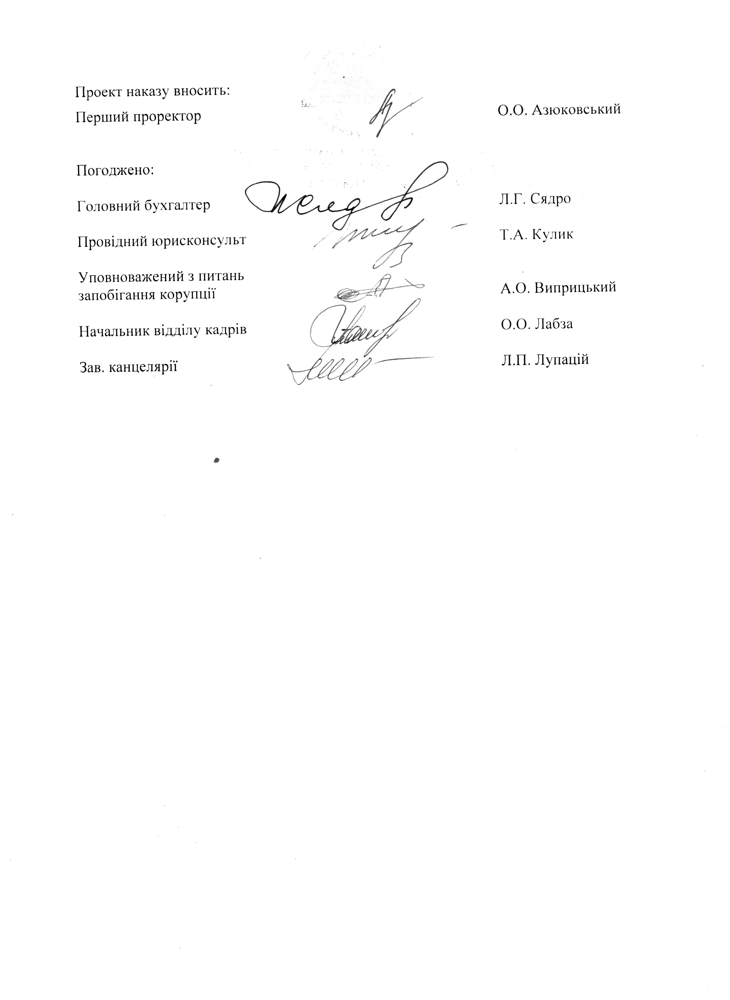 Проект наказу вносить:
Перший проректор О.О. Азюковський
Погоджено:
Головний бухгалтер Л.Г. Сядро
Провідний юрисконсульт Т.А. Кулик
Уповноважений з питань
запобігання корупції А.О. Виприцький
Начальник відділу кадрів О.О. Лабза
Зав. канцелярії Л.П. Лупацій